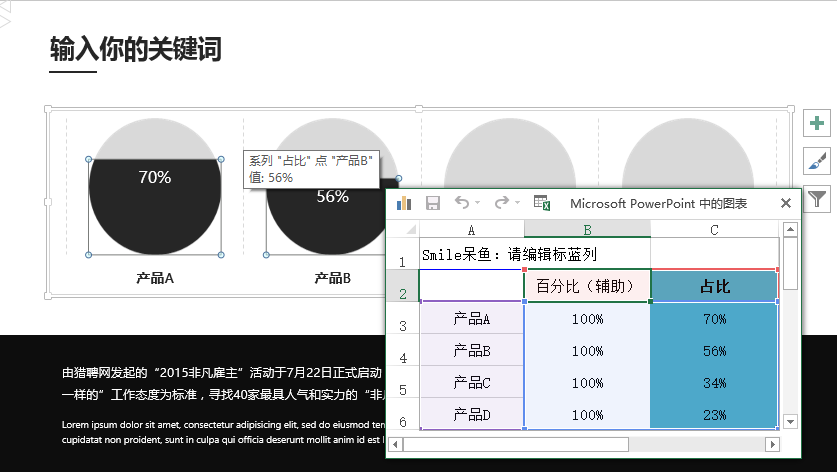 输入你的关键词
70%
系列 "占比" 点 "产品B"
值: 56%
56%
产品A
产品B
Microsoft PowerPoint 中的图表
A B C
1 Smile呆鱼：请编辑标蓝列
2 百分比（辅助） 占比
3 产品A 100% 70%
4 产品B 100% 56%
5 产品C 100% 34%
6 产品D 100% 23%
由猎聘网发起的“2015非凡雇主”活动于7月22日正式启动
一样的”工作态度为标准，寻找40家最具人气和实力的“非
Lorem ipsum dolor sit amet, consectetur adipisicing elit, sed do eiusmod
cupidatat non proident, sunt in culpa qui officia deserunt mollit anim id est